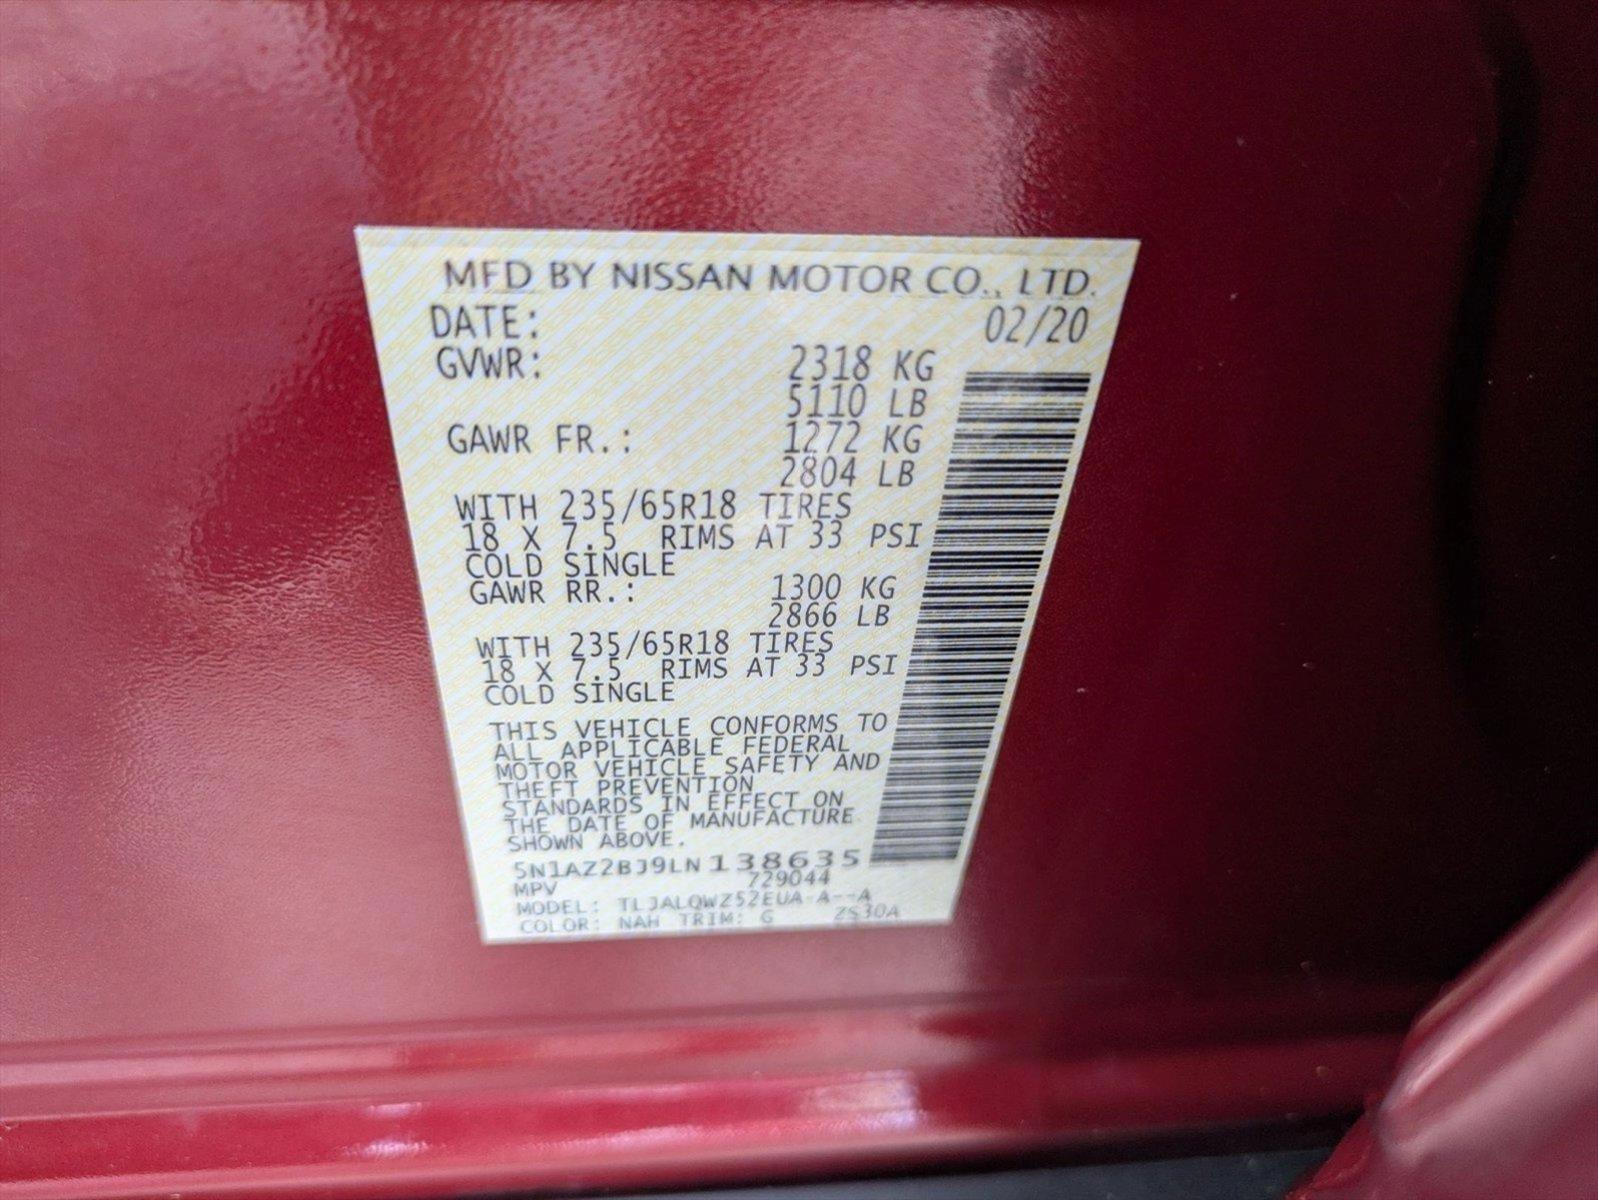 MFD BY NISSAN MOTOR CO., LTD.
DATE: 02/20
GVWR: 2318 KG
5110 LB
GAWR FR.: 1272 KG
2804 LB
WITH 235/65R18 TIRES
18 X 7.5 RIMS AT 33 PSI
COLD SINGLE
GAWR RR.: 1300 KG
2866 LB
WITH 235/65R18 TIRES
18 X 7.5 RIMS AT 33 PSI
COLD SINGLE
THIS VEHICLE CONFORMS TO
ALL APPLICABLE FEDERAL
MOTOR VEHICLE SAFETY AND
THEFT PREVENTION
STANDARDS IN EFFECT ON
THE DATE OF MANUFACTURE
SHOWN ABOVE.
5N1AZ2BJ9LN138635
MPV 729044
MODEL: TLJALQWZ52EUA-A--A
COLOR: NAH TRIM: G ZS30A